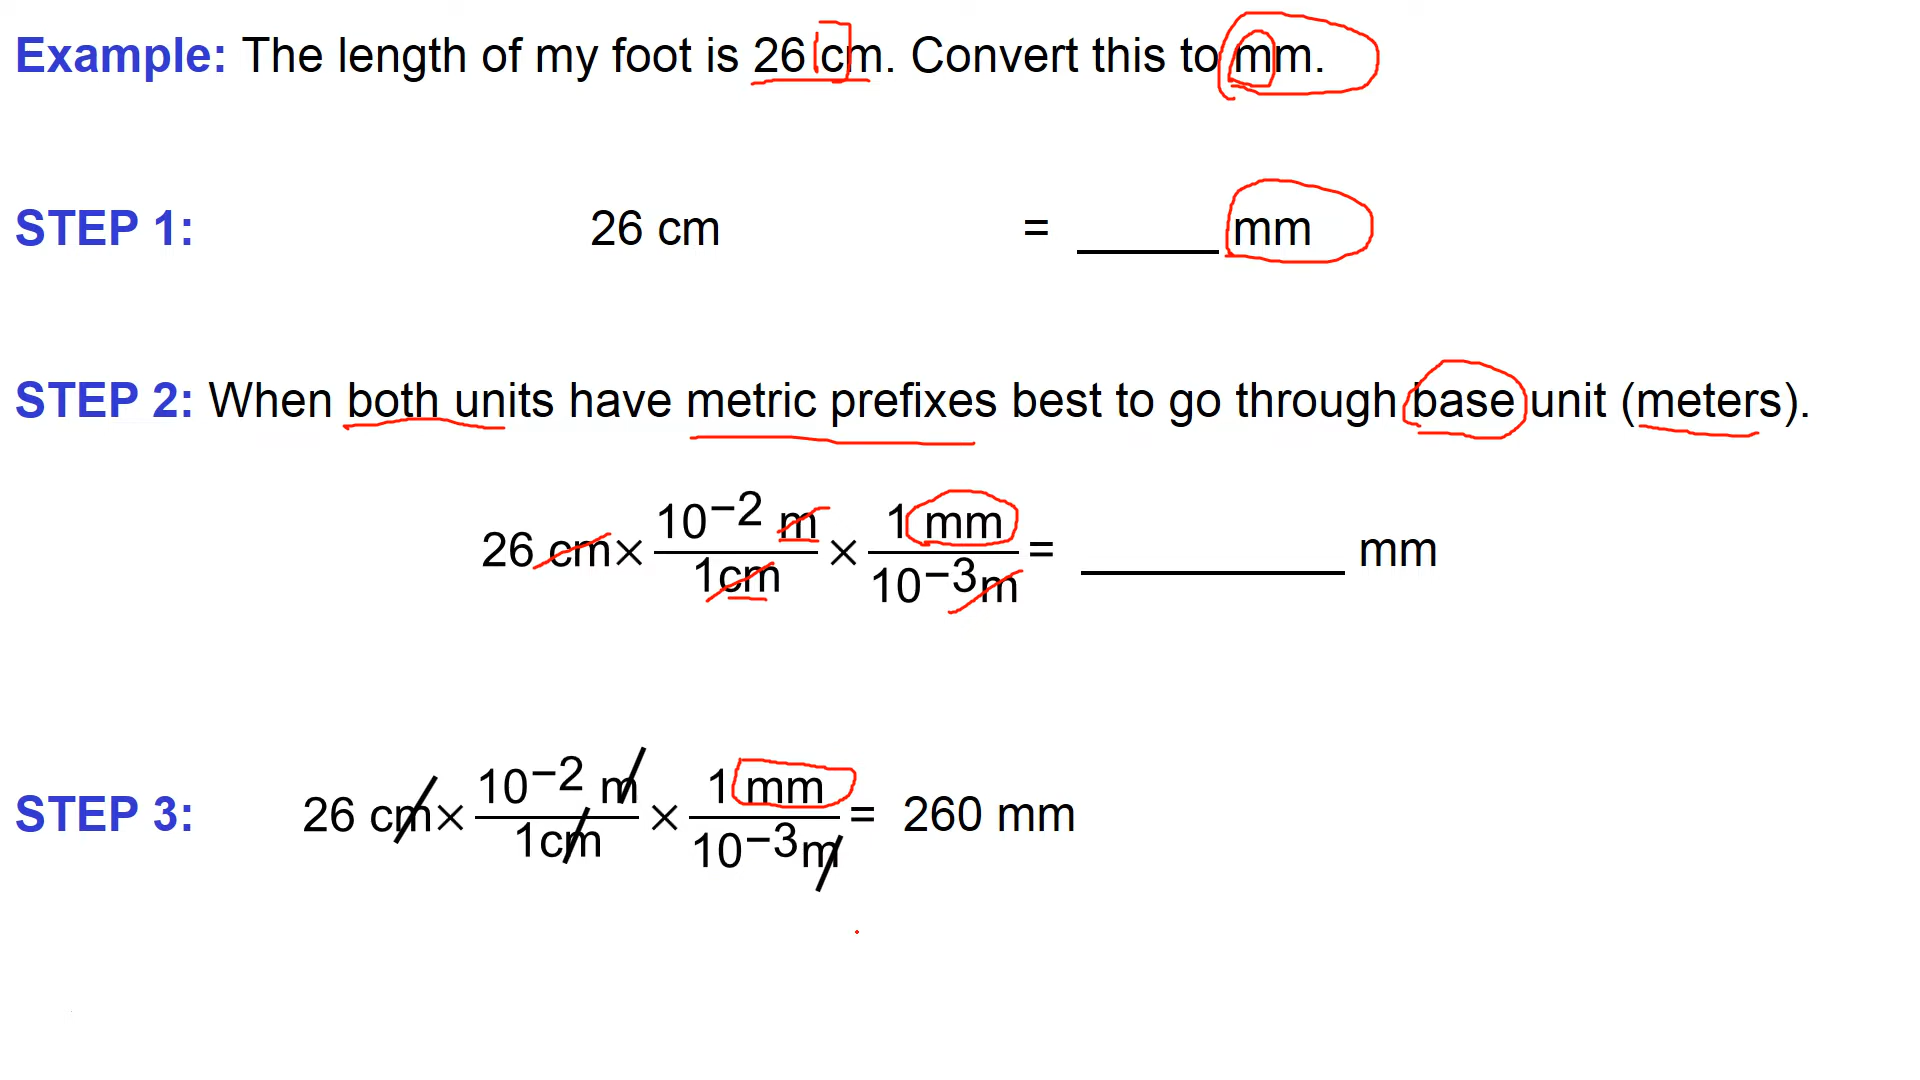 Example: The length of my foot is 26 cm. Convert this to mm.
STEP 1: 26 cm = ______ mm
STEP 2: When both units have metric prefixes best to go through base unit (meters).
26 cm × 10⁻² m / 1cm × 1 mm / 10⁻³m = __________ mm
STEP 3: 26 cm × 10⁻² m / 1cm × 1 mm / 10⁻³m = 260 mm